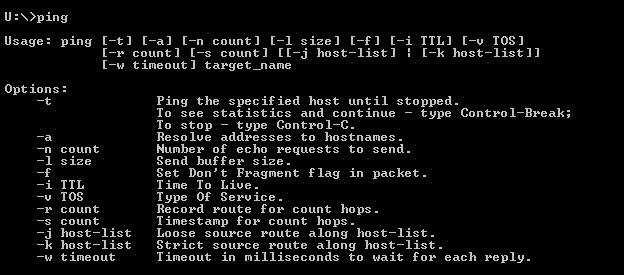 U:\>ping
Usage: ping [-t] [-a] [-n count] [-l size] [-f] [-i TTL] [-v TOS]
[-r count] [-s count] [[-j host-list] ¦ [-k host-list]]
[-w timeout] target_name
Options:
-t Ping the specified host until stopped.
To see statistics and continue - type Control-Break;
To stop - type Control-C.
-a Resolve addresses to hostnames.
-n count Number of echo requests to send.
-l size Send buffer size.
-f Set Don't Fragment flag in packet.
-i TTL Time To Live.
-v TOS Type Of Service.
-r count Record route for count hops.
-s count Timestamp for count hops.
-j host-list Loose source route along host-list.
-k host-list Strict source route along host-list.
-w timeout Timeout in milliseconds to wait for each reply.